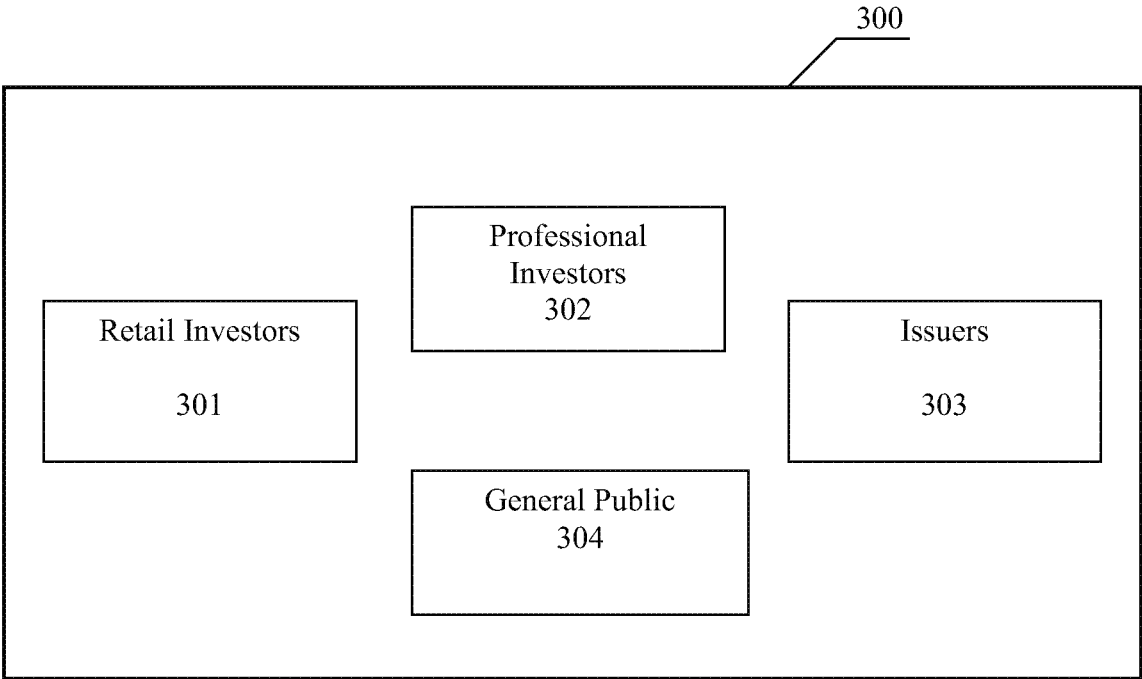 300
Professional
Investors
302
Retail Investors
301
Issuers
303
General Public
304